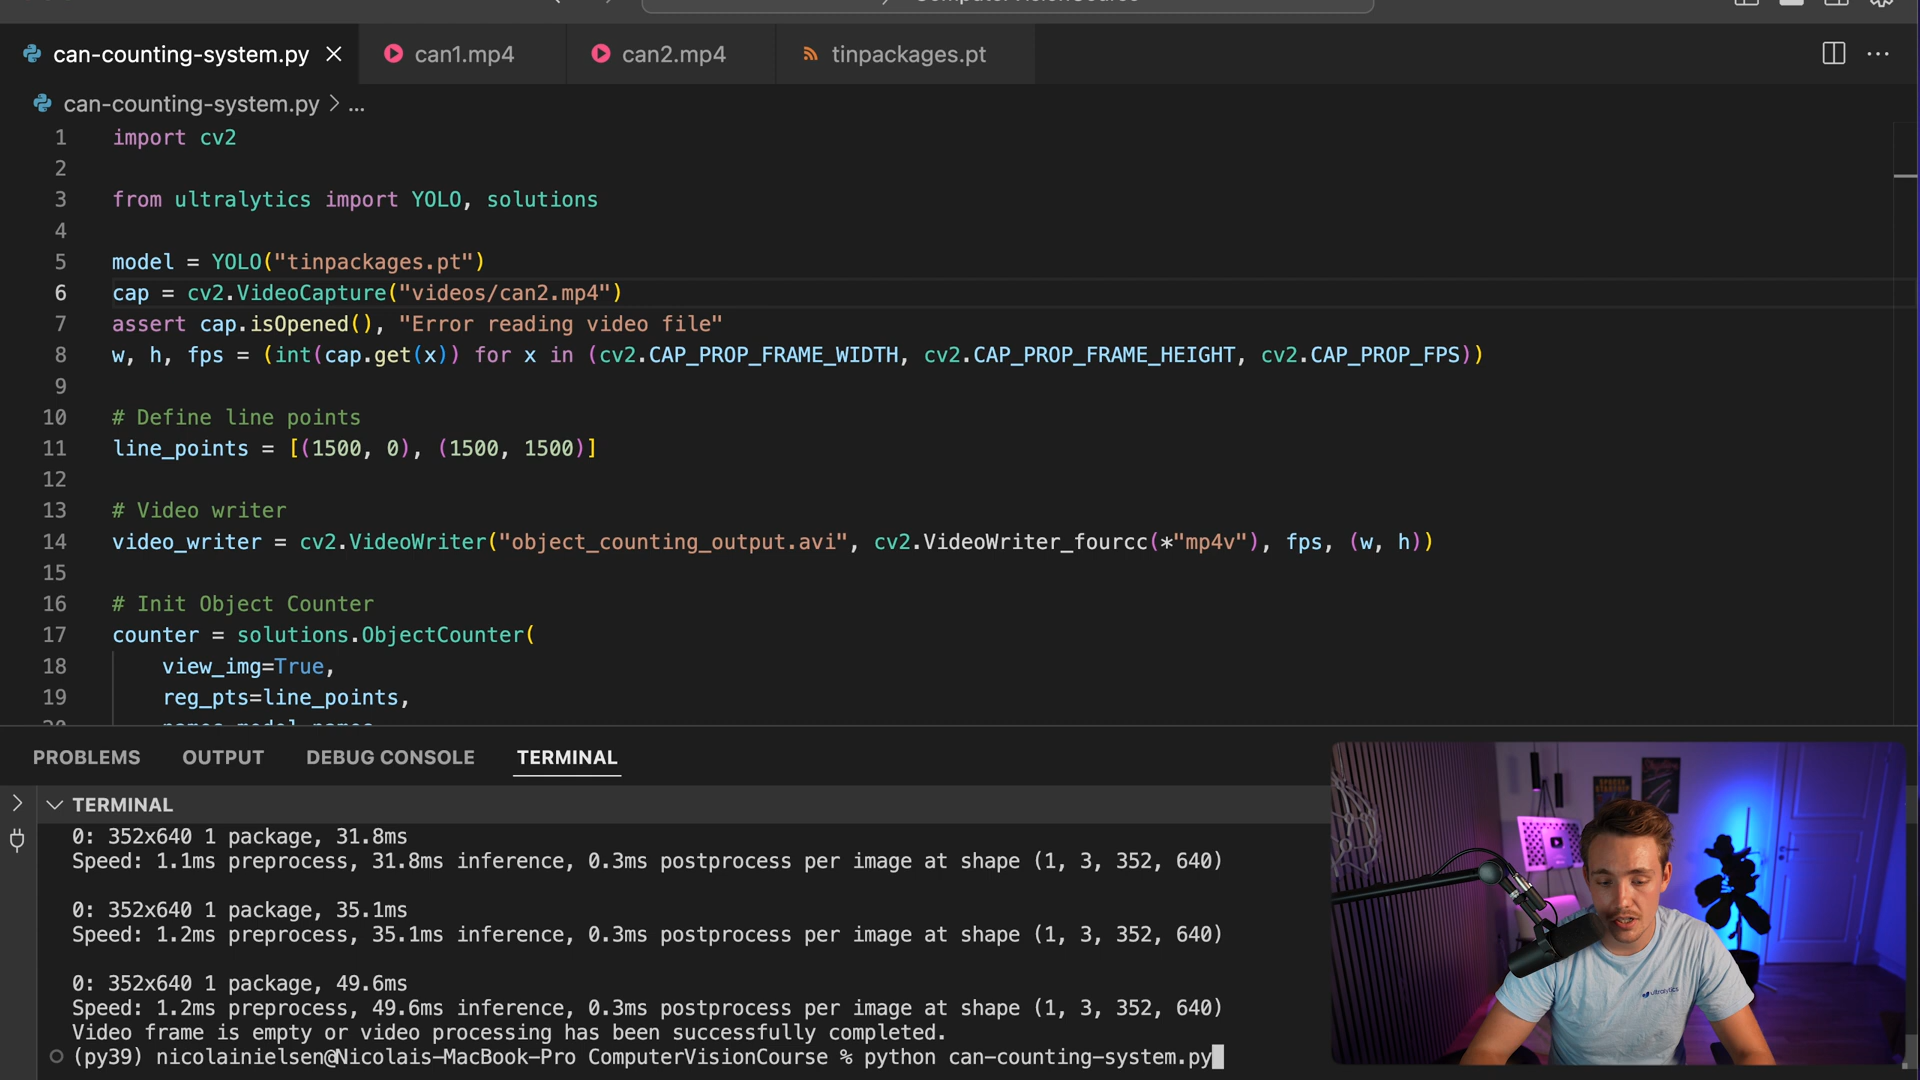 can-counting-system.py
can1.mp4
can2.mp4
tinpackages.pt
can-counting-system.py > ...
1 import cv2
2
3 from ultralytics import YOLO, solutions
4
5 model = YOLO("tinpackages.pt")
6 cap = cv2.VideoCapture("videos/can2.mp4")
7 assert cap.isOpened(), "Error reading video file"
8 w, h, fps = (int(cap.get(x)) for x in (cv2.CAP_PROP_FRAME_WIDTH, cv2.CAP_PROP_FRAME_HEIGHT, cv2.CAP_PROP_FPS))
9
10 # Define line points
11 line_points = [(1500, 0), (1500, 1500)]
12
13 # Video writer
14 video_writer = cv2.VideoWriter("object_counting_output.avi", cv2.VideoWriter_fourcc(*"mp4v"), fps, (w, h))
15
16 # Init Object Counter
17 counter = solutions.ObjectCounter(
18 view_img=True,
19 reg_pts=line_points,
PROBLEMS OUTPUT DEBUG CONSOLE TERMINAL
TERMINAL
0: 352x640 1 package, 31.8ms
Speed: 1.1ms preprocess, 31.8ms inference, 0.3ms postprocess per image at shape (1, 3, 352, 640)
0: 352x640 1 package, 35.1ms
Speed: 1.2ms preprocess, 35.1ms inference, 0.3ms postprocess per image at shape (1, 3, 352, 640)
0: 352x640 1 package, 49.6ms
Speed: 1.2ms preprocess, 49.6ms inference, 0.3ms postprocess per image at shape (1, 3, 352, 640)
Video frame is empty or video processing has been successfully completed.
(py39) nicolainielsen@Nicolais-MacBook-Pro ComputerVisionCourse % python can-counting-system.py
ultralytics